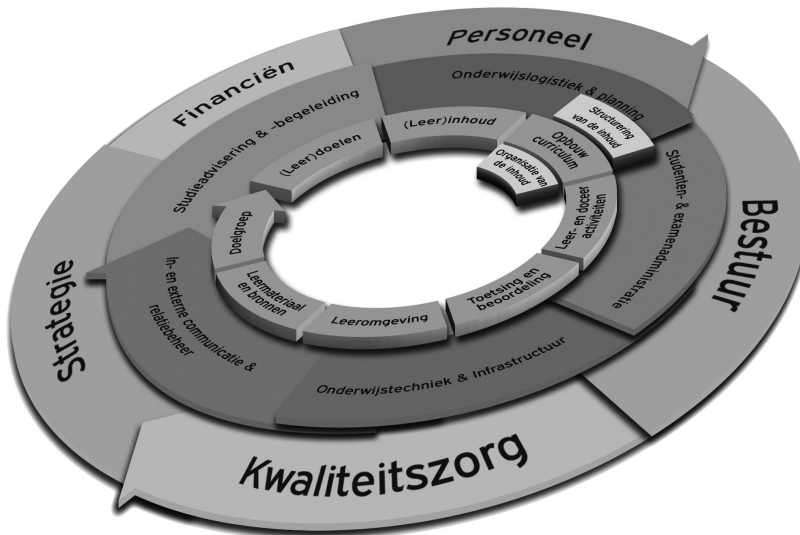 Personeel
Financiën
Bestuur
Strategie
Kwaliteitszorg
Onderwijslogistiek & planning
Studieadvisering & -begeleiding
Studenten- & examenadministratie
In- en externe communicatie &
relatiebeheer
Onderwijstechniek & Infrastructuur
(Leer)doelen
(Leer)inhoud
Opbouw
curriculum
Structurering
van de inhoud
Organisatie van
de inhoud
Leer- en doceer
activiteiten
Toetsing en
beoordeling
Leeromgeving
Leermateriaal
en bronnen
Doelgroep